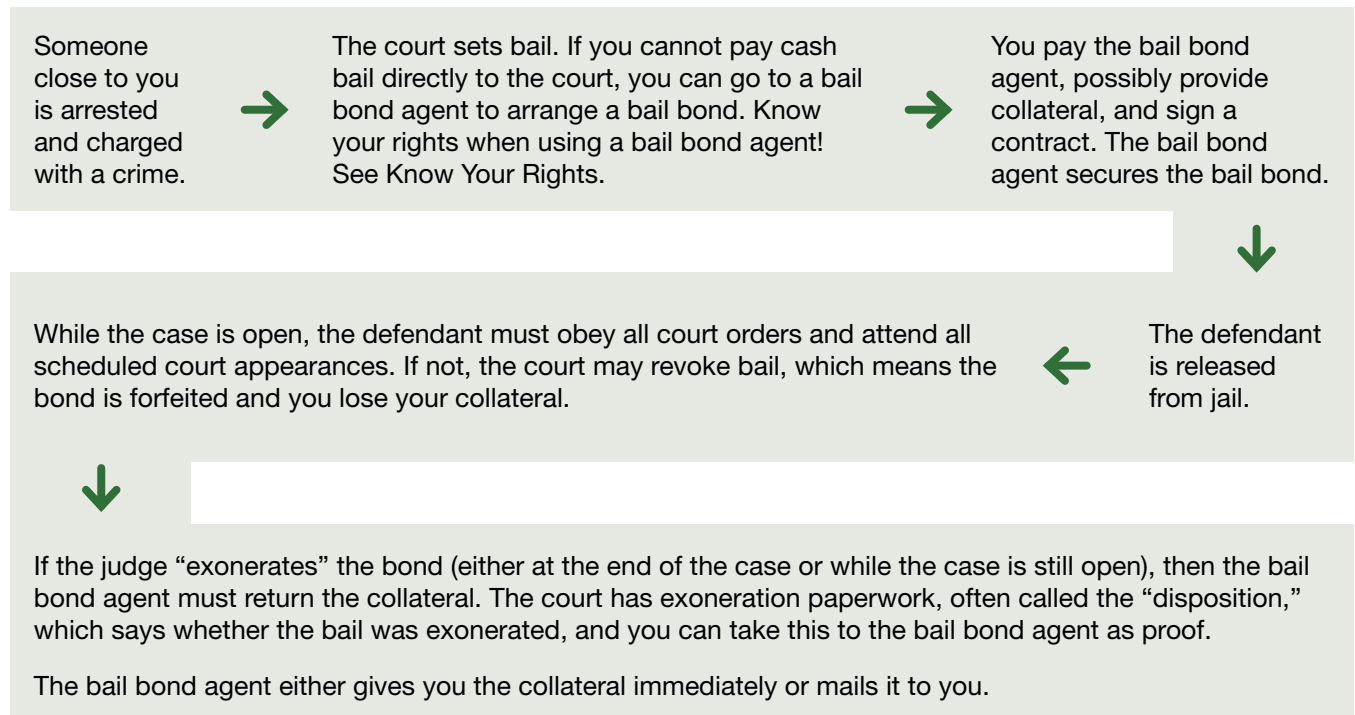 Someone
close to you
is arrested
and charged
with a crime.
The court sets bail. If you cannot pay cash
bail directly to the court, you can go to a bail
bond agent to arrange a bail bond. Know
your rights when using a bail bond agent!
See Know Your Rights.
You pay the bail bond
agent, possibly provide
collateral, and sign a
contract. The bail bond
agent secures the bail bond.
The defendant
is released
from jail.
While the case is open, the defendant must obey all court orders and attend all
scheduled court appearances. If not, the court may revoke bail, which means the
bond is forfeited and you lose your collateral.
If the judge “exonerates” the bond (either at the end of the case or while the case is still open), then the bail
bond agent must return the collateral. The court has exoneration paperwork, often called the “disposition,”
which says whether the bail was exonerated, and you can take this to the bail bond agent as proof.
The bail bond agent either gives you the collateral immediately or mails it to you.